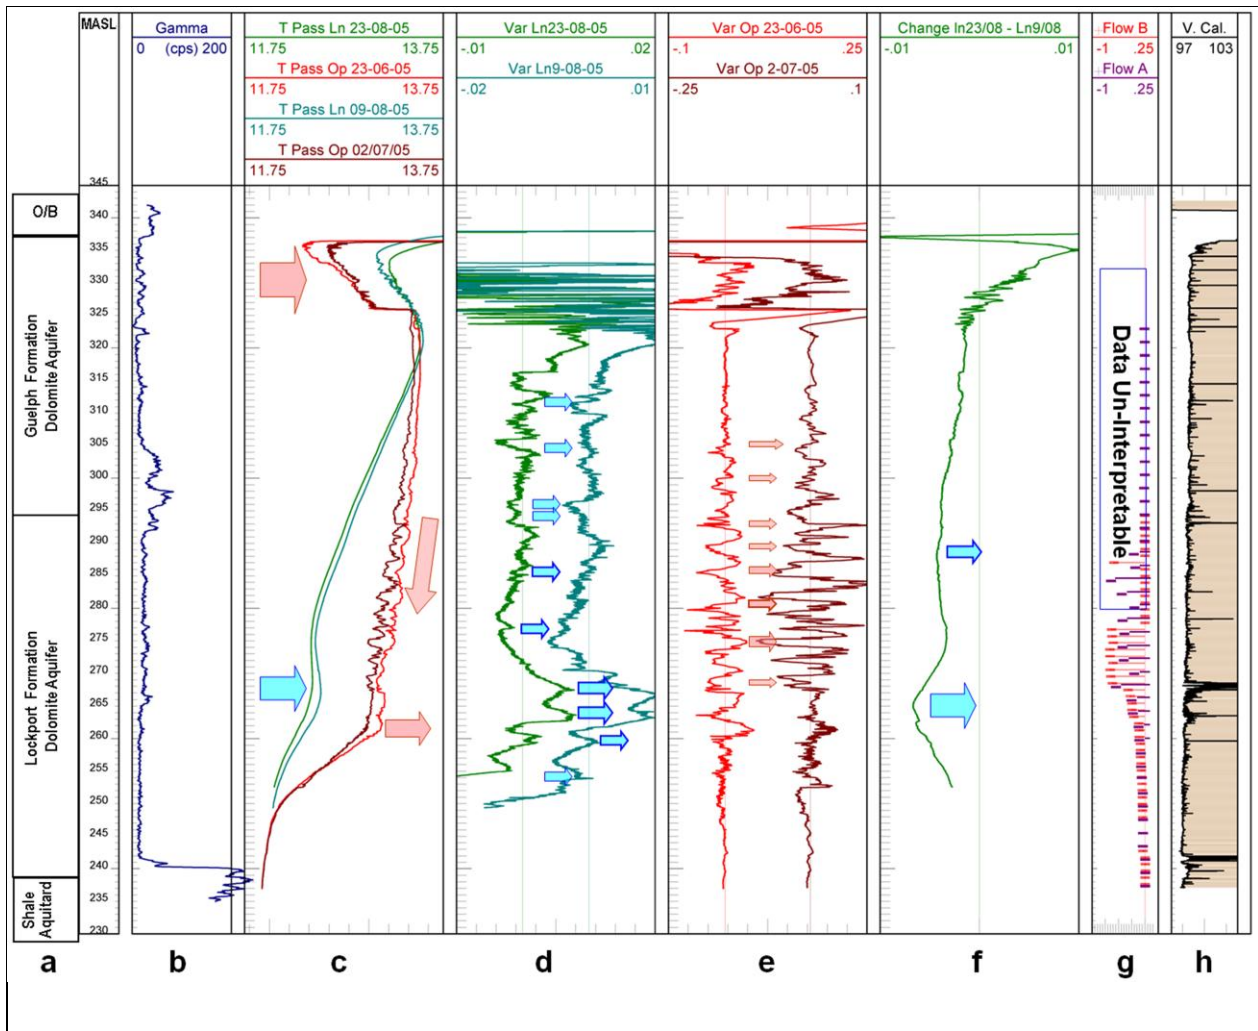 MASL
Gamma
0 (cps) 200
T Pass Ln 23-08-05
11.75 13.75
T Pass Op 23-06-05
11.75 13.75
T Pass Ln 09-08-05
11.75 13.75
T Pass Op 02/07/05
11.75 13.75
Var Ln23-08-05
-.01 .02
Var Ln9-08-05
-.02 .01
Var Op 23-06-05
-.1 .25
Var Op 2-07-05
-.25 .1
Change ln23/08 - Ln9/08
-.01 .01
Flow B
-1 .25
Flow A
-1 .25
V. Cal.
97 103
345
340
335
330
325
320
315
310
305
300
295
290
285
280
275
270
265
260
255
250
245
240
235
230
O/B
Guelph Formation
Dolomite Aquifer
Lockport Formation
Dolomite Aquifer
Shale
Aquitard
Data Un-Interpretable
a b c d e f g h